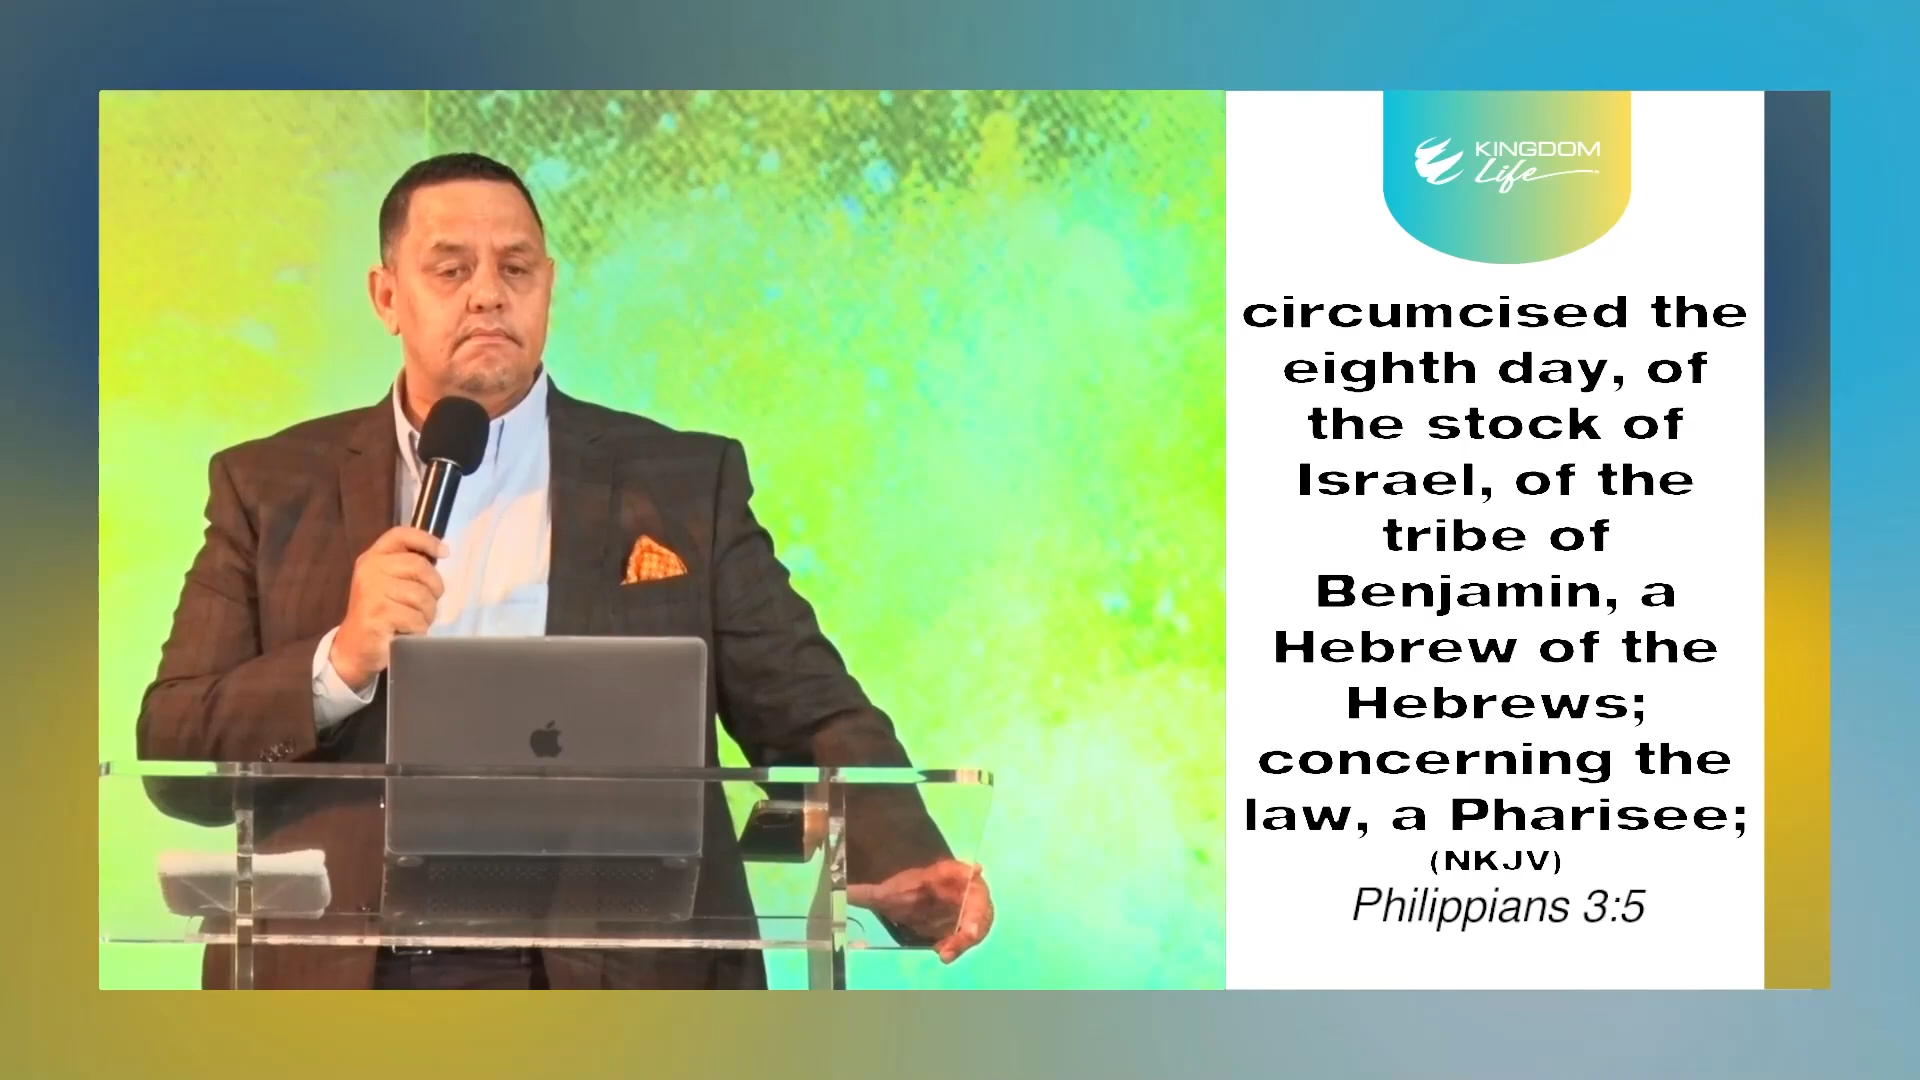 KINGDOM
Life
circumcised the
eighth day, of
the stock of
Israel, of the
tribe of
Benjamin, a
Hebrew of the
Hebrews;
concerning the
law, a Pharisee;
(NKJV)
Philippians 3:5